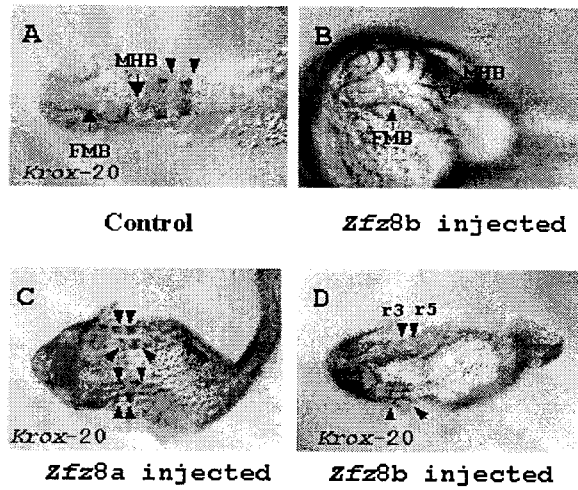 A
MHB
FMB
Krox-20
Control
B
MHB
FMB
Zfz8b injected
C
Krox-20
Zfz8a injected
D
r3 r5
Krox-20
Zfz8b injected